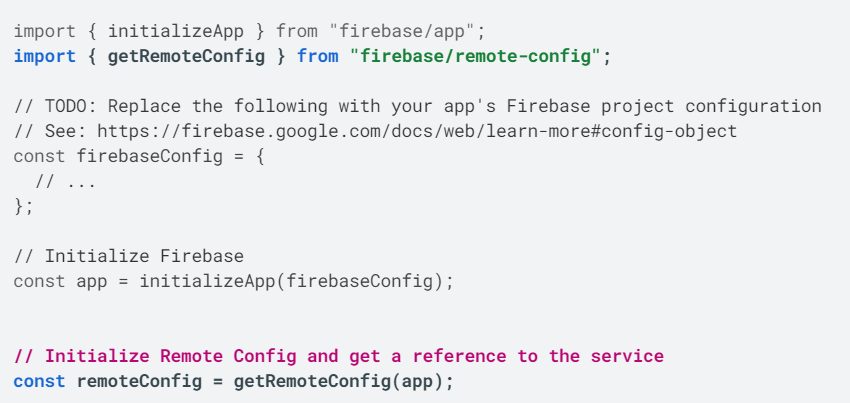 import { initializeApp } from "firebase/app";
import { getRemoteConfig } from "firebase/remote-config";
// TODO: Replace the following with your app's Firebase project configuration
// See: https://firebase.google.com/docs/web/learn-more#config-object
const firebaseConfig = {
  // ...
};
// Initialize Firebase
const app = initializeApp(firebaseConfig);
// Initialize Remote Config and get a reference to the service
const remoteConfig = getRemoteConfig(app);